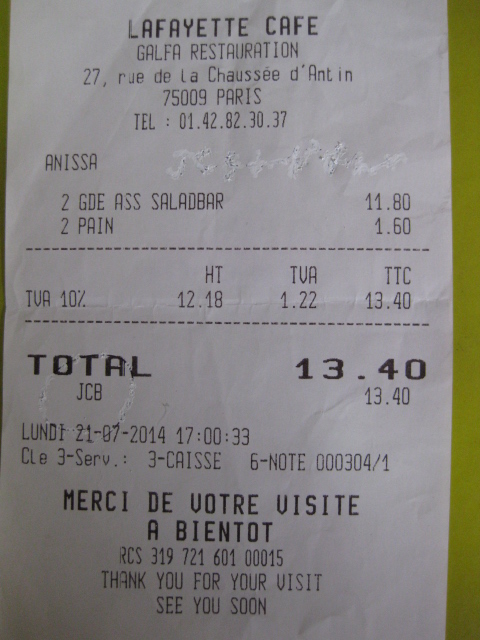 LAFAYETTE CAFE
GALFA RESTAURATION
27, rue de la Chaussée d'Antin
75009 PARIS
TEL : 01.42.82.30.37
ANISSA
2 GDE ASS SALADBAR 11.80
2 PAIN 1.60
HT TVA TTC
TVA 10% 12.18 1.22 13.40
TOTAL 13.40
JCB 13.40
LUNDI 21-07-2014 17:00:33
Cle 3-Serv.: 3-CAISSE 6-NOTE 000304/1
MERCI DE VOTRE VISITE
A BIENTOT
RCS 319 721 601 00015
THANK YOU FOR YOUR VISIT
SEE YOU SOON